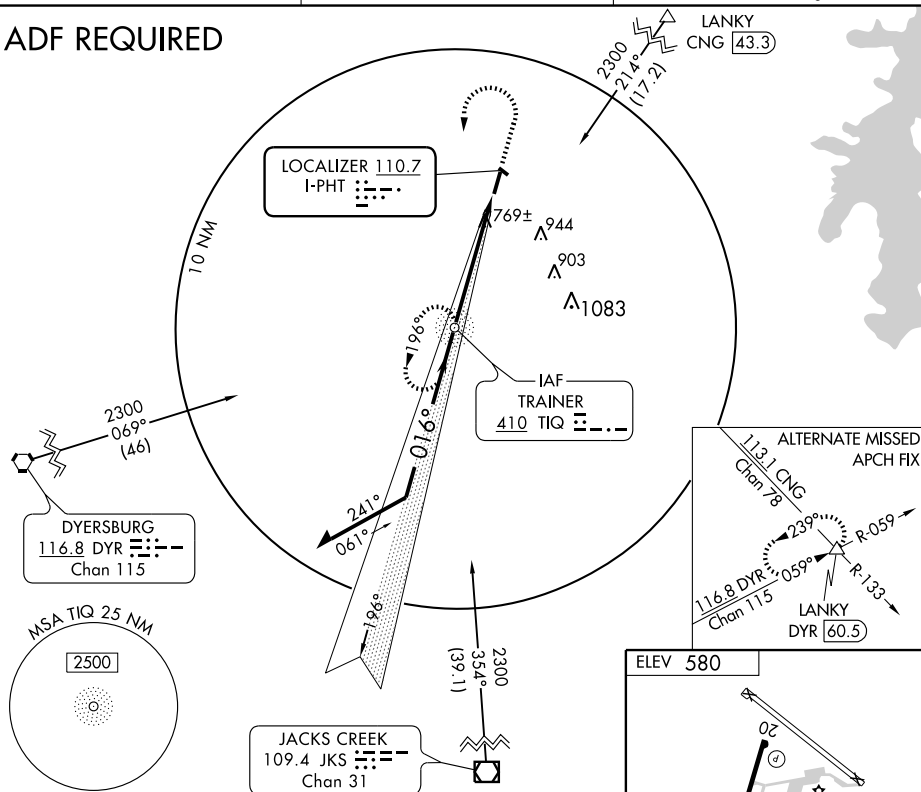 ADF REQUIRED
LANKY
CNG 43.3
2300
214°
(17.2)
LOCALIZER 110.7
I-PHT
10 NM
769±
944
903
1083
196°
IAF
TRAINER
410 TIQ
016°
2300
069°
(46)
DYERSBURG
116.8 DYR
Chan 115
241°
061°
196°
MSA TIQ 25 NM
2500
2300
354°
(39.1)
JACKS CREEK
109.4 JKS
Chan 31
ALTERNATE MISSED
APCH FIX
113.1 CNG
Chan 78
239°
059°
R-059
R-133
116.8 DYR
Chan 115
LANKY
DYR 60.5
ELEV 580
20
P